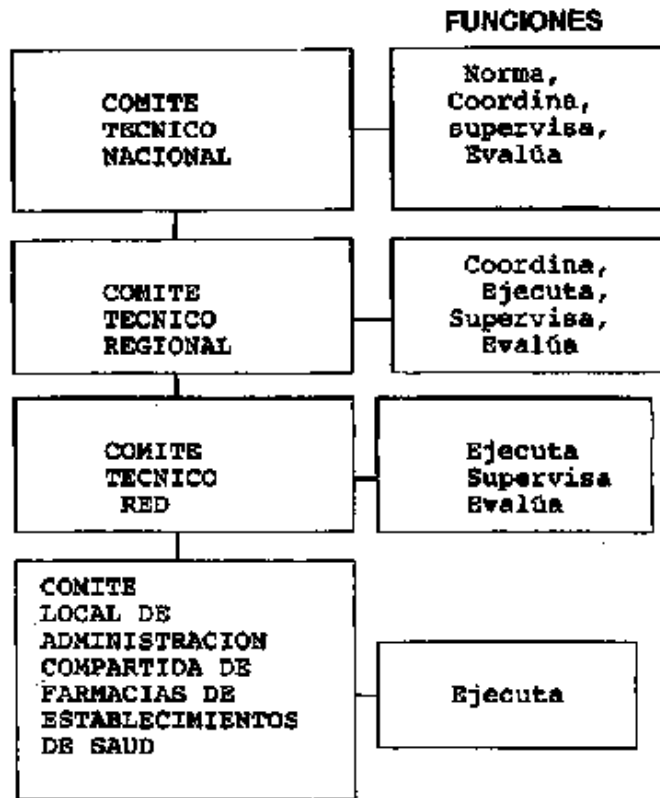 FUNCIONES
COMITE
TECNICO
NACIONAL
Norma,
Coordina,
supervisa,
Evalúa
COMITE
TECNICO
REGIONAL
Coordina,
Ejecuta,
Supervisa,
Evalúa
COMITE
TECNICO
RED
Ejecuta
Supervisa
Evalúa
COMITE
LOCAL DE
ADMINISTRACION
COMPARTIDA DE
FARMACIAS DE
ESTABLECIMIENTOS
DE SAUD
Ejecuta